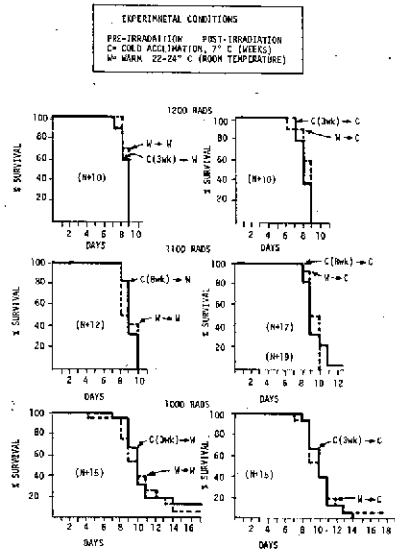 EXPERIMNETAL CONDITIONS
PRE-IRRADAITION POST-IRRADIATION
C= COLD ACCLIMATION, 7° C (WEEKS)
W= WARM 22-24° C (ROOM TEMPERATURE)
1200 RADS
% SURVIVAL
100
80
60
40
20
W → W
C(3wk) → W
(N+10)
2 4 6 8 10
DAYS
% SURVIVAL
100
80
60
40
20
C(3wk) → C
W → C
(N+10)
2 4 6 8 10
DAYS
1100 RADS
% SURVIVAL
100
80
60
40
20
C(8wk) → W
W → W
(N+12)
2 4 6 8 10
DAYS
% SURVIVAL
100
80
60
40
20
C(8wk) → C
W → C
(N+17)
(N+19)
2 4 6 8 10 12
DAYS
1000 RADS
% SURVIVAL
100
80
60
40
20
C(3wk) → W
W → W
(N+15)
2 4 6 8 10 12 14 16 18
DAYS
% SURVIVAL
100
80
60
40
20
C(3wk) → C
W → C
(N+15)
2 4 6 8 10 12 14 16 18
DAYS